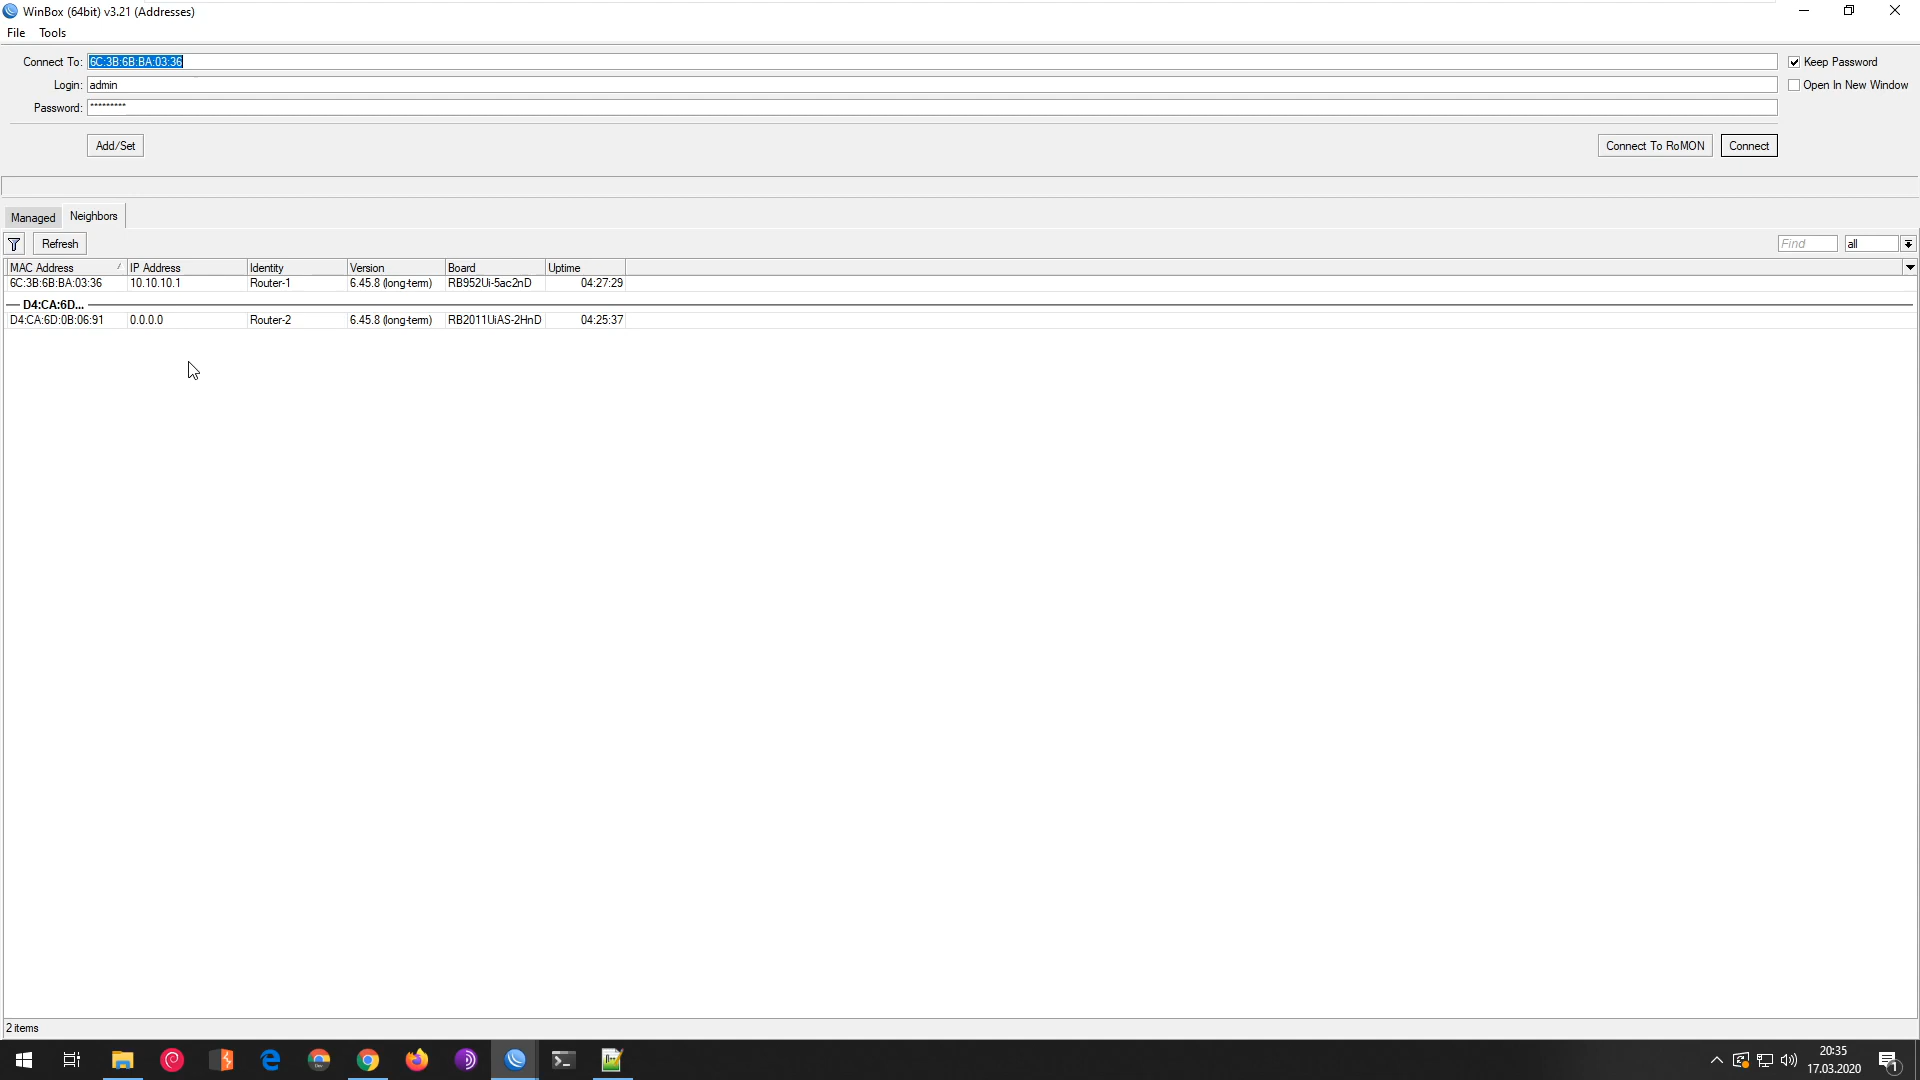 WinBox (64bit) v3.21 (Addresses)
File Tools
Connect To: 6C:3B:6B:BA:03:36 Keep Password
Login: admin Open In New Window
Password: *********
Add/Set Connect To RoMON Connect
Managed Neighbors
Refresh Find all
MAC Address IP Address Identity Version Board Uptime
6C:3B:6B:BA:03:36 10.10.10.1 Router-1 6.45.8 (long-term) RB952Ui-5ac2nD 04:27:29
D4:CA:6D...
D4:CA:6D:0B:06:91 0.0.0.0 Router-2 6.45.8 (long-term) RB2011UiAS-2HnD 04:25:37
2 items
20:35
17.03.2020
1